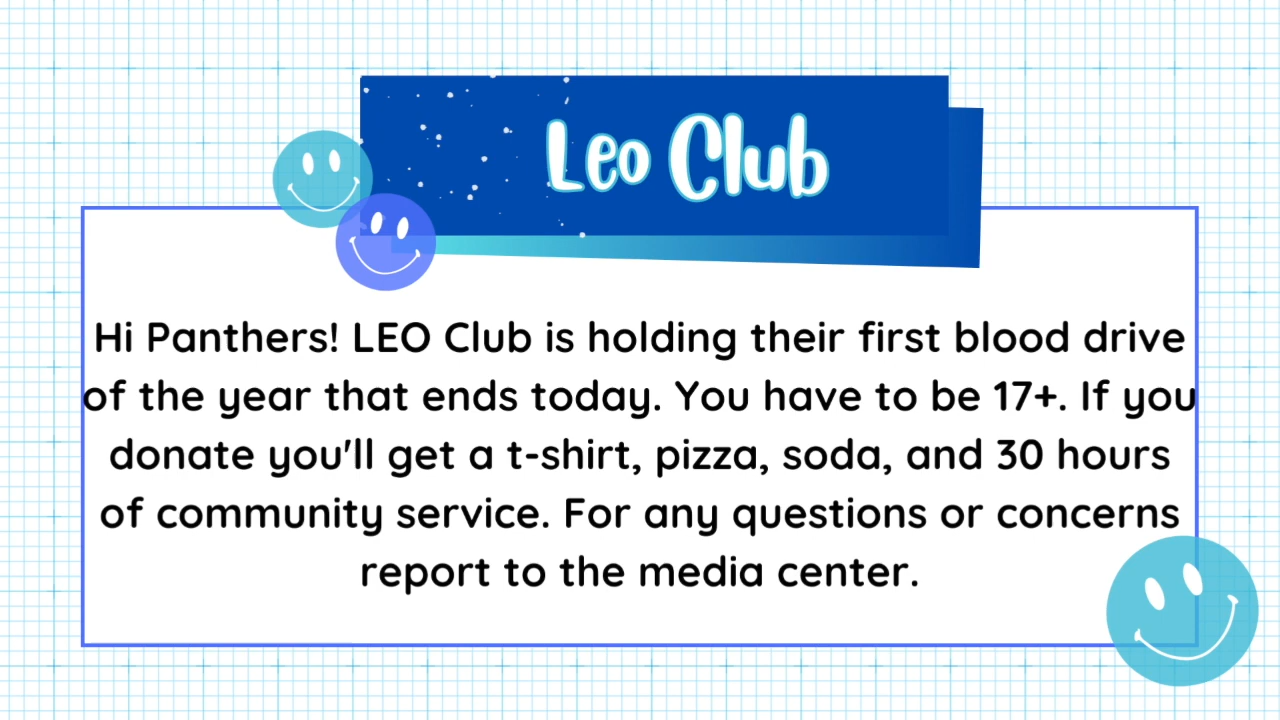 Leo Club
Hi Panthers! LEO Club is holding their first blood drive
of the year that ends today. You have to be 17+. If you
donate you'll get a t-shirt, pizza, soda, and 30 hours
of community service. For any questions or concerns
report to the media center.